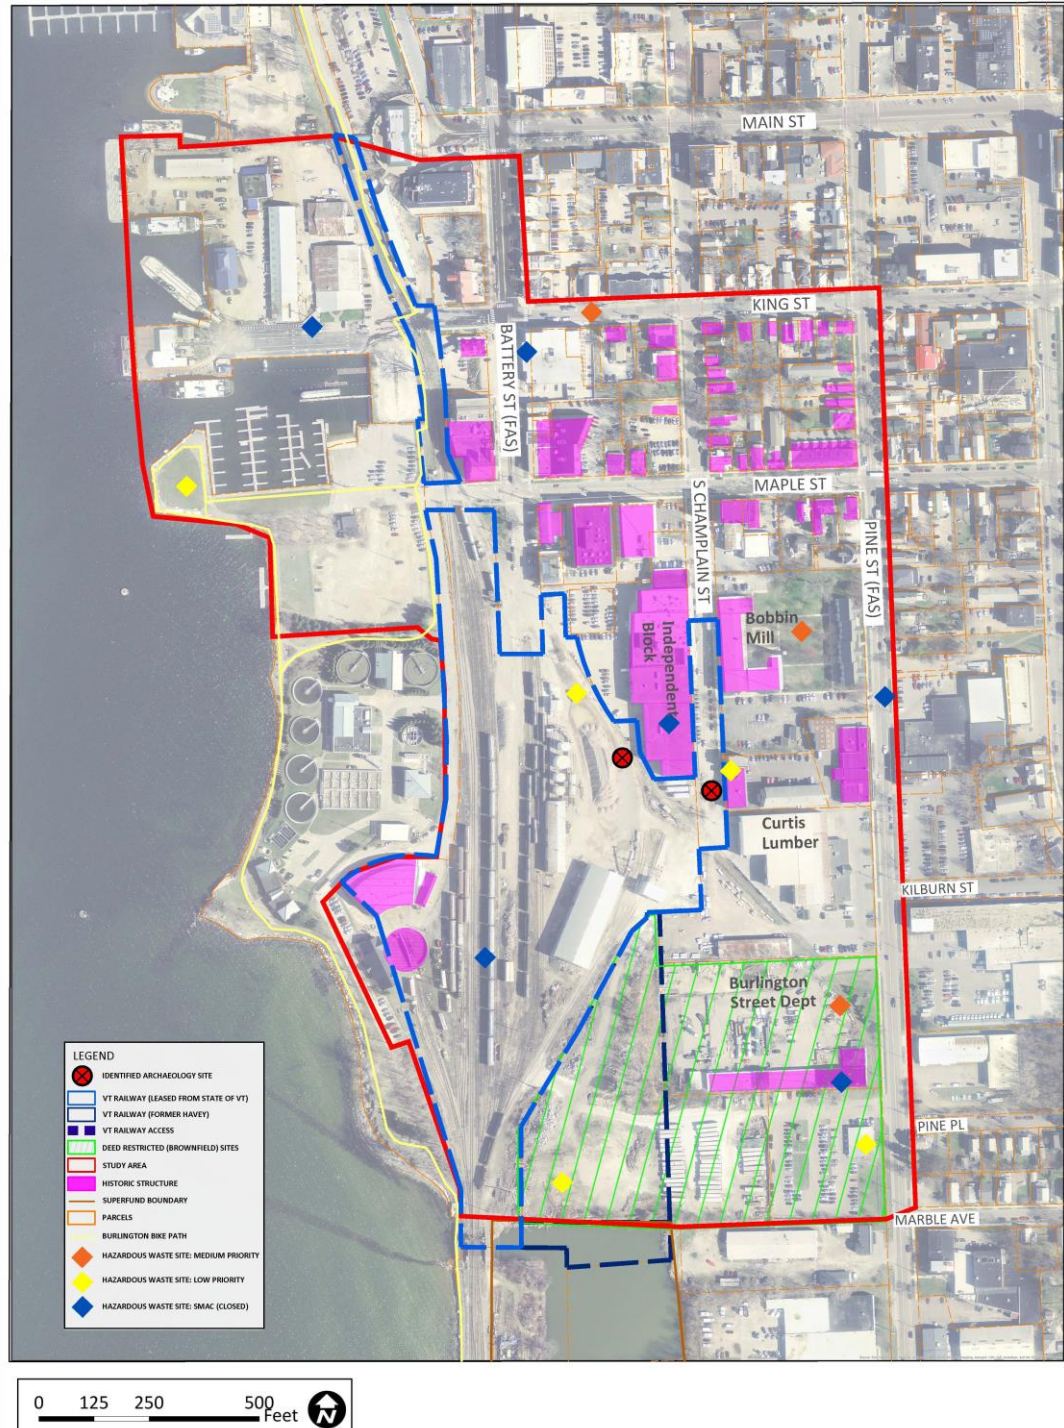 MAIN ST
KING ST
BATTERY ST (FAS)
MAPLE ST
S CHAMPLAIN ST
PINE ST (FAS)
Bobbin
Mill
Independent
Block
Curtis
Lumber
KILBURN ST
Burlington
Street Dept
PINE PL
MARBLE AVE
LEGEND
IDENTIFIED ARCHAEOLOGY SITE
VT RAILWAY (LEASED FROM STATE OF VT)
VT RAILWAY (FORMER HAVEY)
VT RAILWAY ACCESS
DEED RESTRICTED (BROWNFIELD) SITES
STUDY AREA
HISTORIC STRUCTURE
SUPERFUND BOUNDARY
PARCELS
BURLINGTON BIKE PATH
HAZARDOUS WASTE SITE: MEDIUM PRIORITY
HAZARDOUS WASTE SITE: LOW PRIORITY
HAZARDOUS WASTE SITE: SMAC (CLOSED)
0 125 250 500
Feet
N